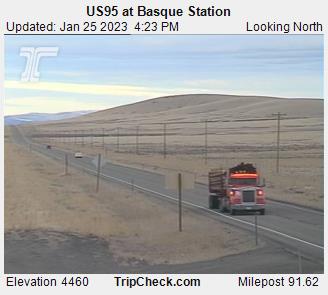 US95 at Basque Station
Updated: Jan 25 2023 4:23 PM Looking North
Elevation 4460 TripCheck.com Milepost 91.62